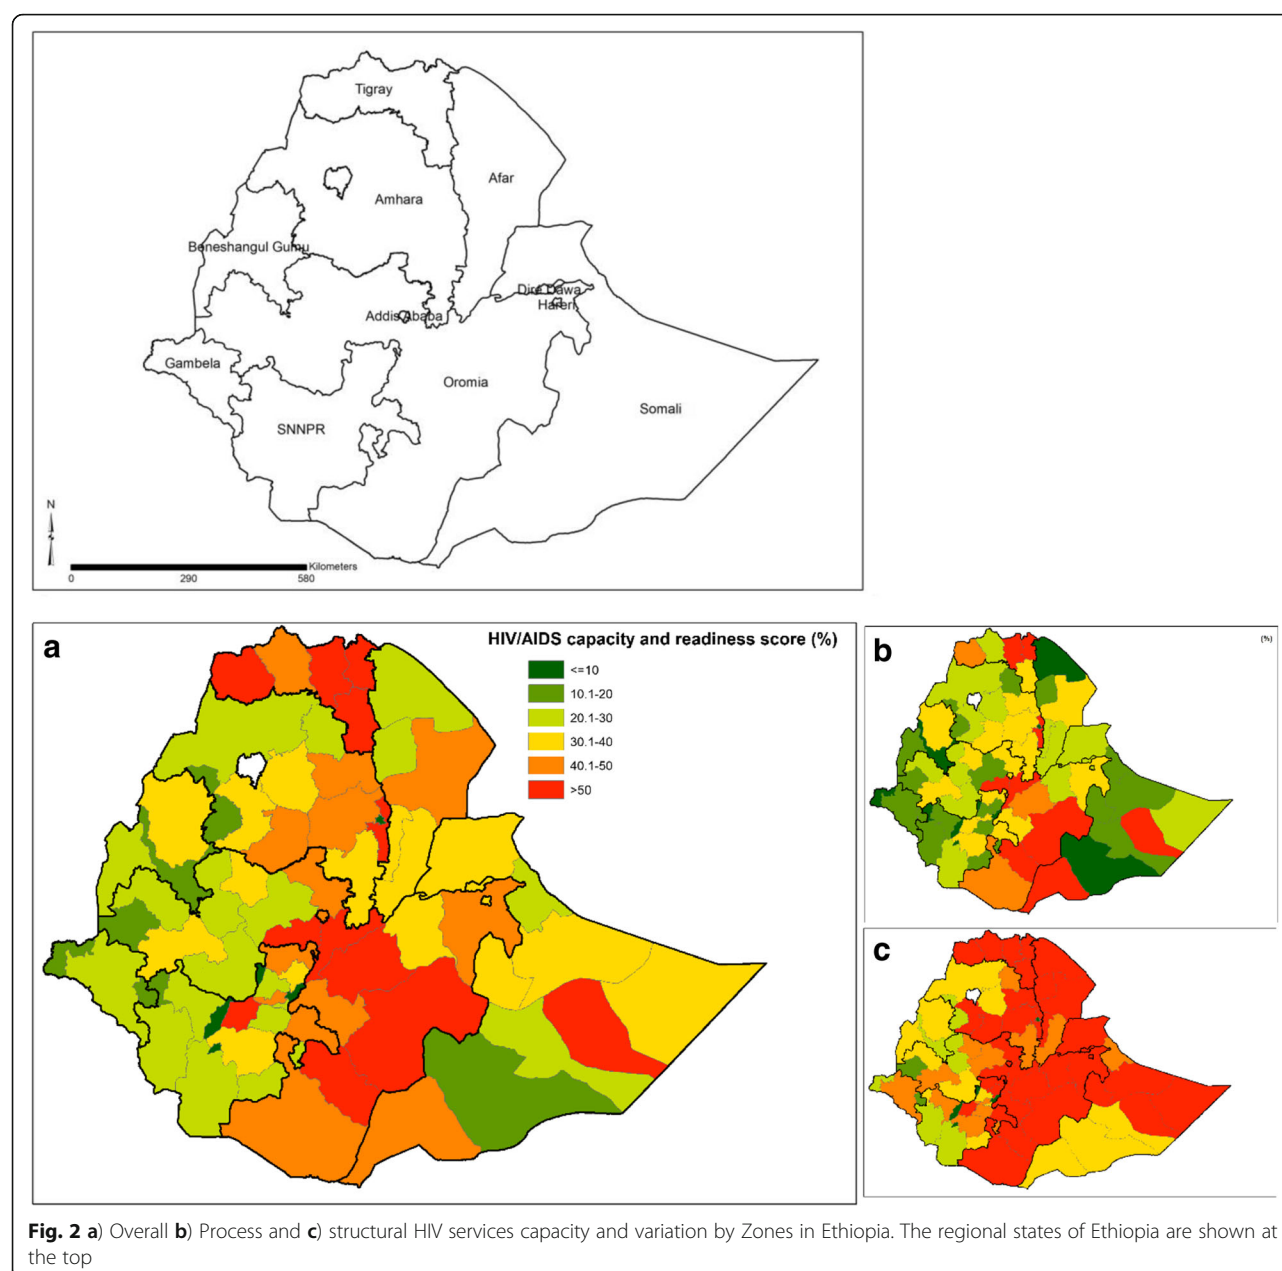 Tigray
Afar
Amhara
Beneshangul Gumu
Dire Dawa
Hareri
Addis Ababa
Gambela
Oromia
Somali
SNNPR
N
Kilometers
0 290 580
a
HIV/AIDS capacity and readiness score (%)
<=10
10.1-20
20.1-30
30.1-40
40.1-50
>50
b
(%)
c
Fig. 2 a) Overall b) Process and c) structural HIV services capacity and variation by Zones in Ethiopia. The regional states of Ethiopia are shown at
the top